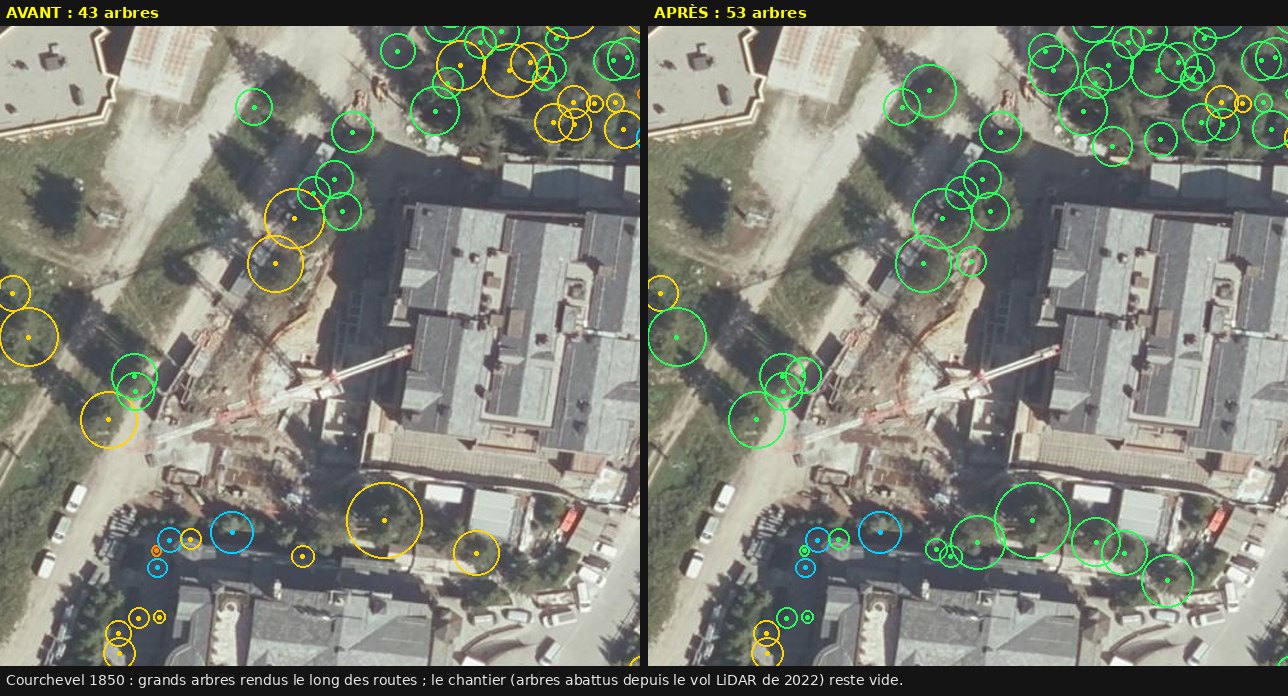 AVANT : 43 arbres
APRÈS : 53 arbres
Courchevel 1850 : grands arbres rendus le long des routes ; le chantier (arbres abattus depuis le vol LiDAR de 2022) reste vide.